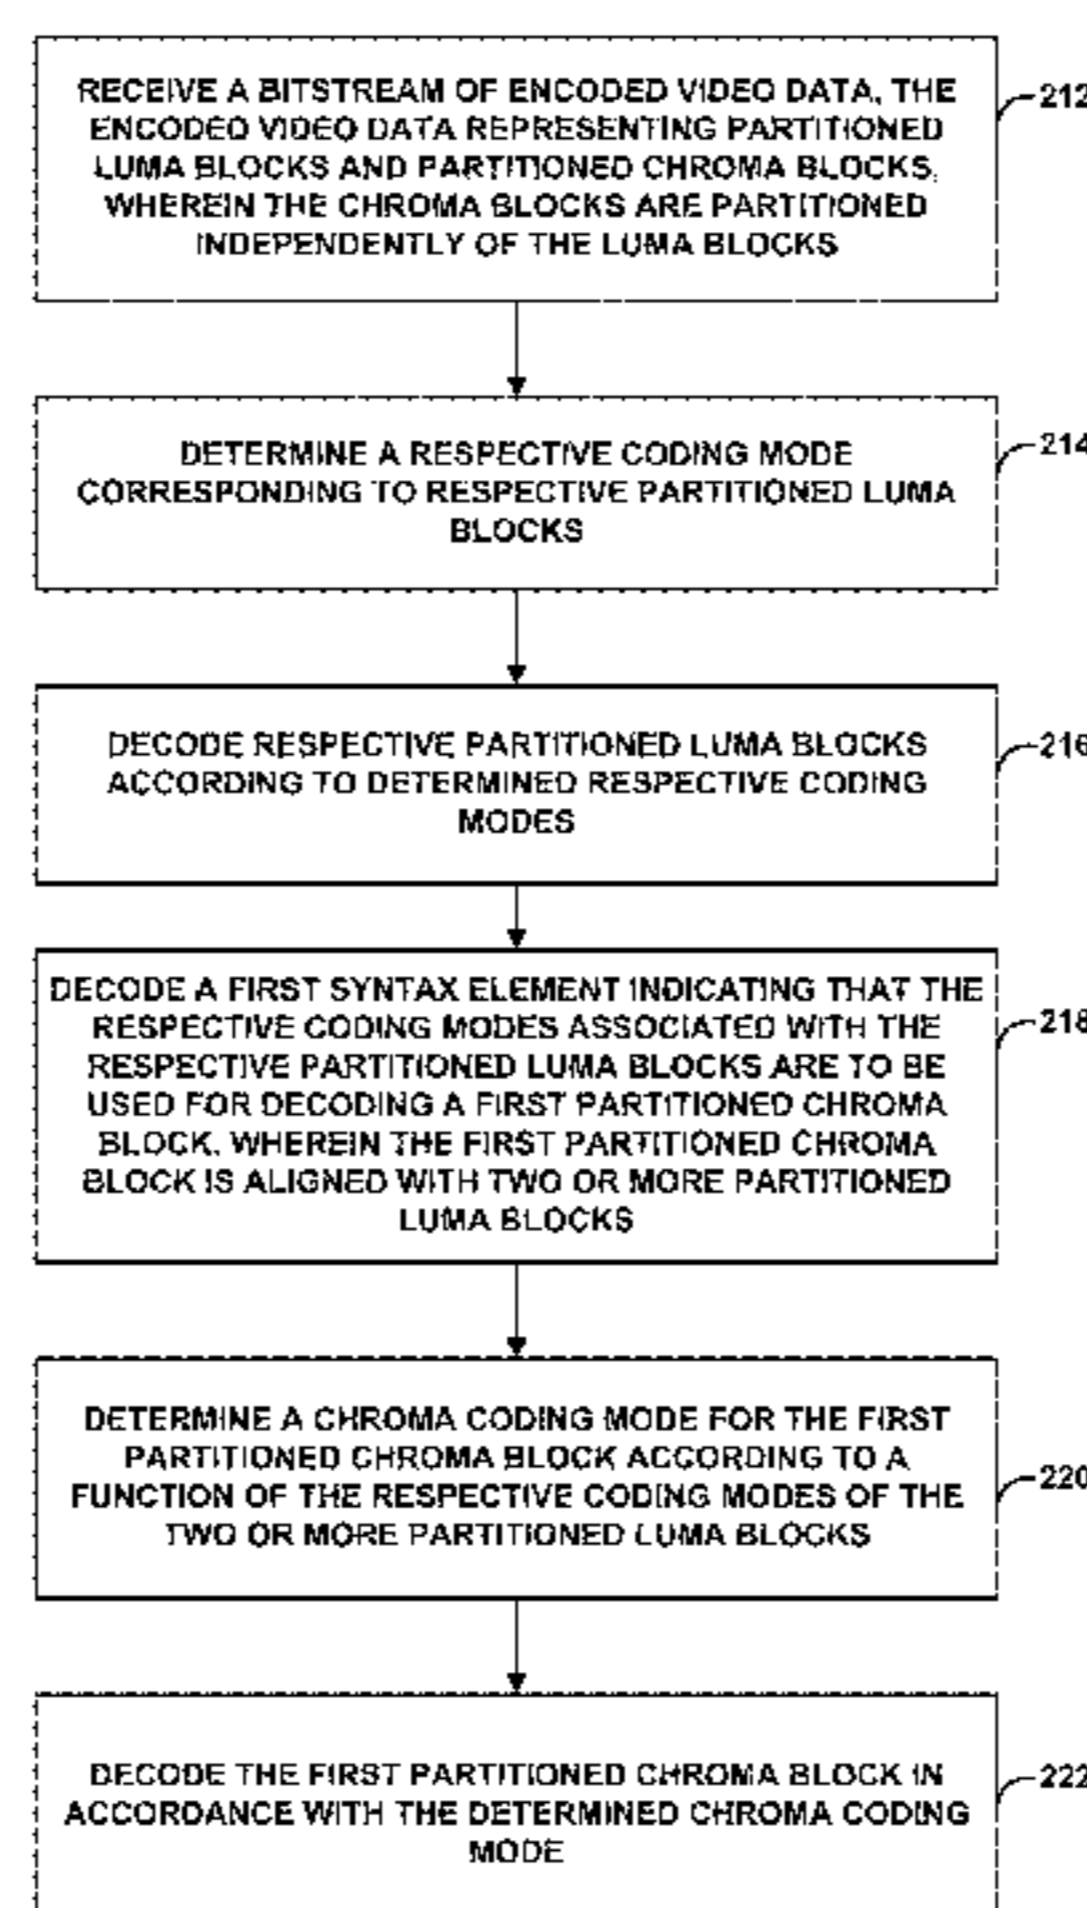 RECEIVE A BITSTREAM OF ENCODED VIDEO DATA, THE
ENCODED VIDEO DATA REPRESENTING PARTITIONED
LUMA BLOCKS AND PARTITIONED CHROMA BLOCKS,
WHEREIN THE CHROMA BLOCKS ARE PARTITIONED
INDEPENDENTLY OF THE LUMA BLOCKS
212
DETERMINE A RESPECTIVE CODING MODE
CORRESPONDING TO RESPECTIVE PARTITIONED LUMA
BLOCKS
214
DECODE RESPECTIVE PARTITIONED LUMA BLOCKS
ACCORDING TO DETERMINED RESPECTIVE CODING
MODES
216
DECODE A FIRST SYNTAX ELEMENT INDICATING THAT THE
RESPECTIVE CODING MODES ASSOCIATED WITH THE
RESPECTIVE PARTITIONED LUMA BLOCKS ARE TO BE
USED FOR DECODING A FIRST PARTITIONED CHROMA
BLOCK, WHEREIN THE FIRST PARTITIONED CHROMA
BLOCK IS ALIGNED WITH TWO OR MORE PARTITIONED
LUMA BLOCKS
218
DETERMINE A CHROMA CODING MODE FOR THE FIRST
PARTITIONED CHROMA BLOCK ACCORDING TO A
FUNCTION OF THE RESPECTIVE CODING MODES OF THE
TWO OR MORE PARTITIONED LUMA BLOCKS
220
DECODE THE FIRST PARTITIONED CHROMA BLOCK IN
ACCORDANCE WITH THE DETERMINED CHROMA CODING
MODE
222